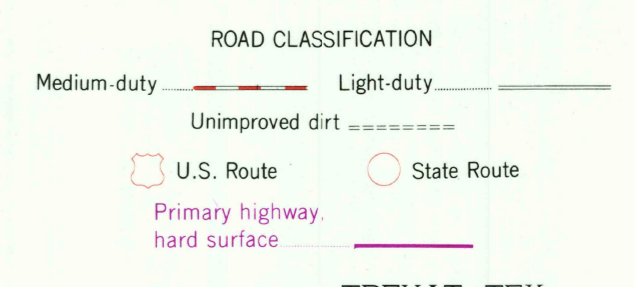 ROAD CLASSIFICATION
Medium-duty Light-duty
Unimproved dirt
U.S. Route State Route
Primary highway,
hard surface